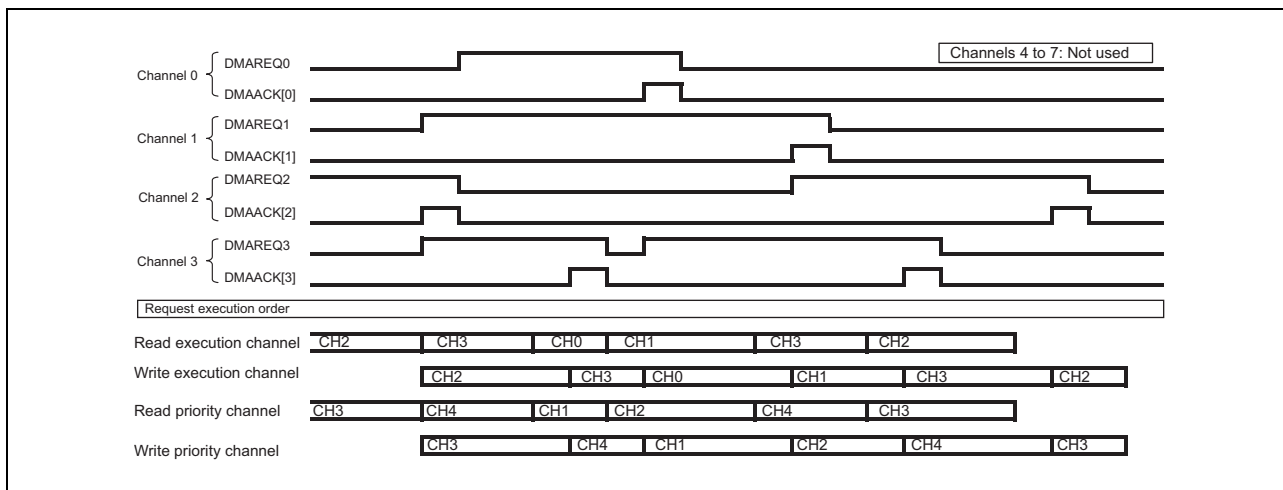 Channels 4 to 7: Not used
Channel 0
DMAREQ0
DMAACK[0]
Channel 1
DMAREQ1
DMAACK[1]
Channel 2
DMAREQ2
DMAACK[2]
Channel 3
DMAREQ3
DMAACK[3]
Request execution order
Read execution channel CH2 CH3 CH0 CH1 CH3 CH2
Write execution channel CH2 CH3 CH0 CH1 CH3 CH2
Read priority channel CH3 CH4 CH1 CH2 CH4 CH3
Write priority channel CH3 CH4 CH1 CH2 CH4 CH3